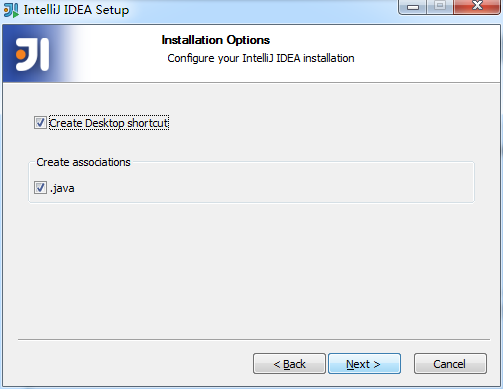 IntelliJ IDEA Setup
Installation Options
Configure your IntelliJ IDEA installation
Create Desktop shortcut
Create associations
.java
< Back
Next >
Cancel